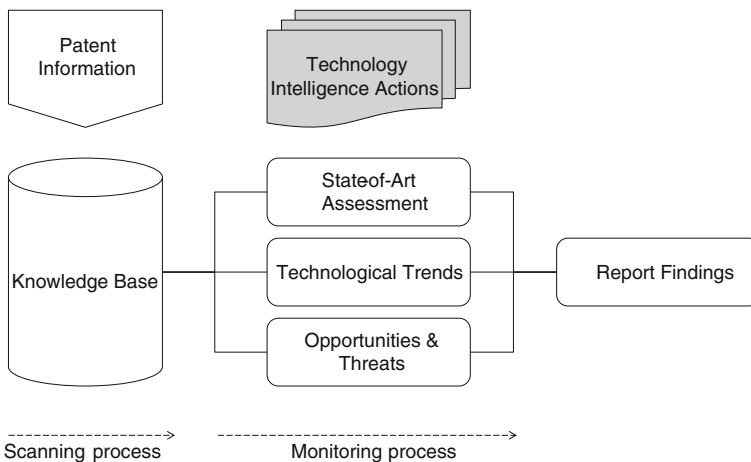 Patent
Information
Technology
Intelligence Actions
Stateof-Art
Assessment
Knowledge Base
Technological Trends
Report Findings
Opportunities &
Threats
Scanning process
Monitoring process